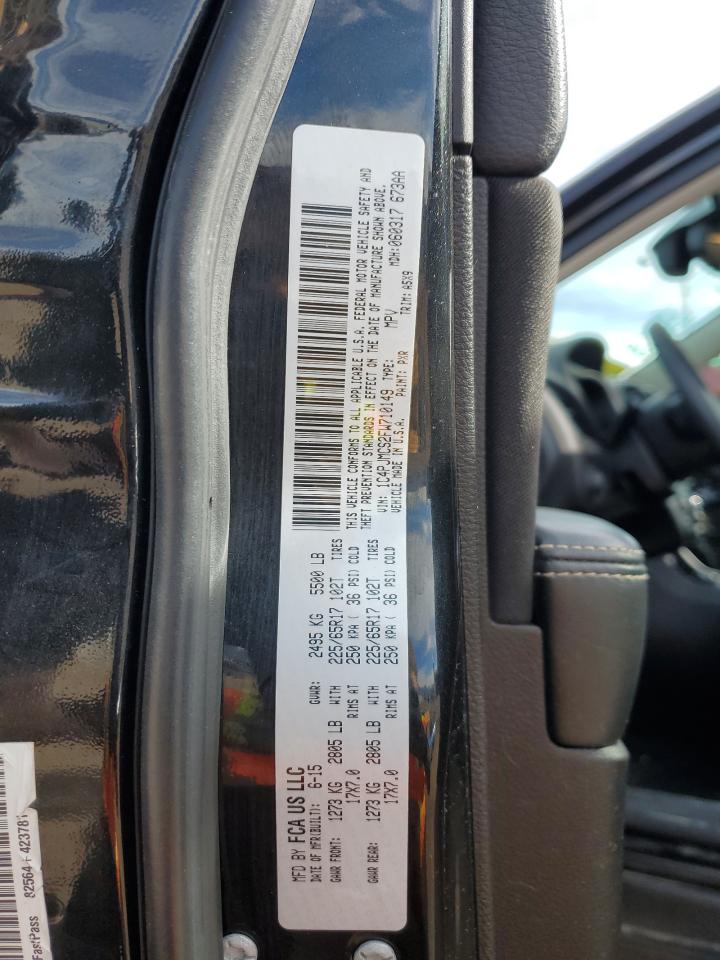 MFD BY FCA US LLC
DATE OF MFR(BUILT): 6-15 GVWR: 2495 KG 5500 LB
GAWR FRONT: 1273 KG 2805 LB WITH 225/65R17 102T TIRES
17X7.0 RIMS AT 250 KPA ( 36 PSI) COLD
GAWR REAR: 1273 KG 2805 LB WITH 225/65R17 102T TIRES
17X7.0 RIMS AT 250 KPA ( 36 PSI) COLD
THIS VEHICLE CONFORMS TO ALL APPLICABLE U.S.A. FEDERAL MOTOR VEHICLE SAFETY AND
THEFT PREVENTION STANDARDS IN EFFECT ON THE DATE OF MANUFACTURE SHOWN ABOVE.
VIN: 1C4PJMCS2FW710149 TYPE: MPV MDH:060317 673AA
VEHICLE MADE IN U.S.A. PAINT: PXR TRIM: A5X9
82564 423781
FastPass